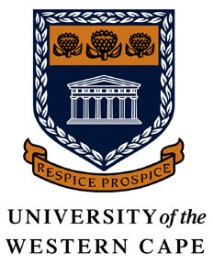 RESPICE PROSPICE
UNIVERSITY of the
WESTERN CAPE